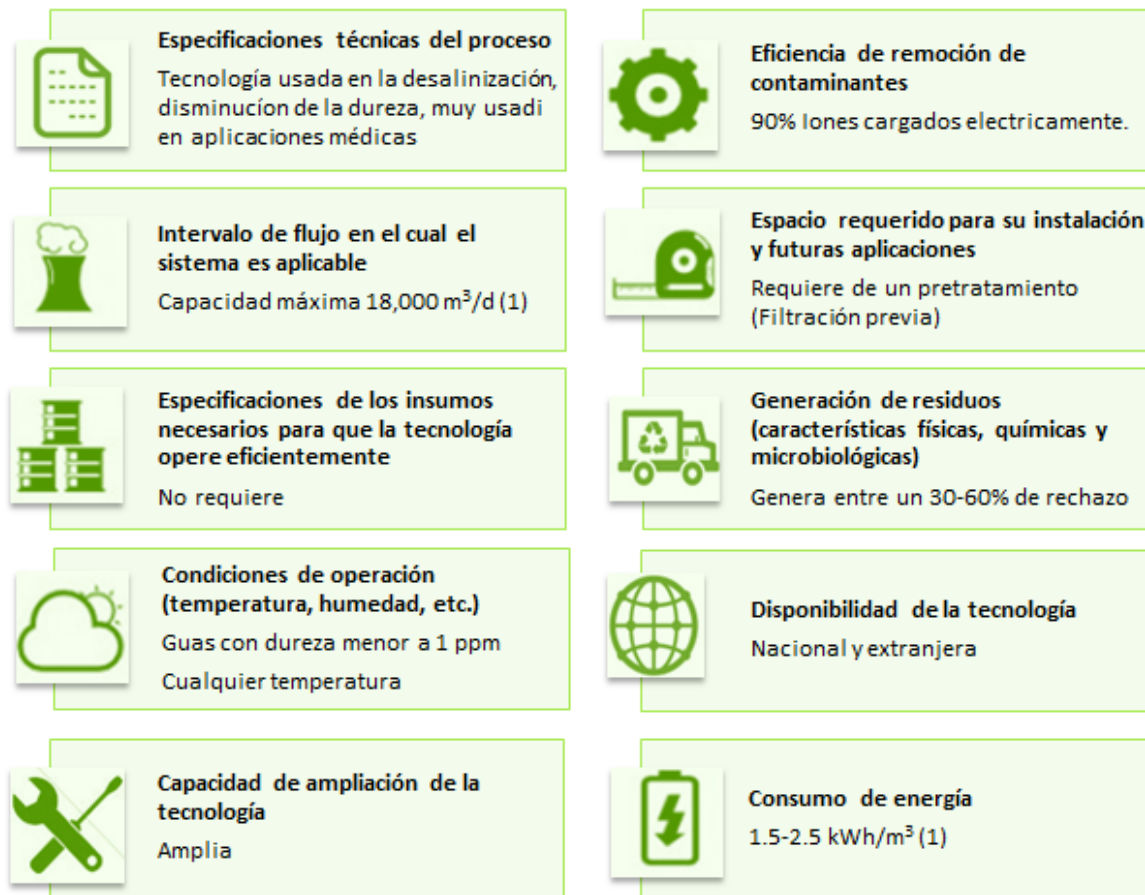 Especificaciones técnicas del proceso
Tecnología usada en la desalinización,
disminucíon de la dureza, muy usadi
en aplicaciones médicas
Eficiencia de remoción de
contaminantes
90% Iones cargados electricamente.
Intervalo de flujo en el cual el
sistema es aplicable
Capacidad máxima 18,000 m³/d (1)
Espacio requerido para su instalación
y futuras aplicaciones
Requiere de un pretratamiento
(Filtración previa)
Especificaciones de los insumos
necesarios para que la tecnología
opere eficientemente
No requiere
Generación de residuos
(características físicas, químicas y
microbiológicas)
Genera entre un 30-60% de rechazo
Condiciones de operación
(temperatura, humedad, etc.)
Guas con dureza menor a 1 ppm
Cualquier temperatura
Disponibilidad de la tecnología
Nacional y extranjera
Capacidad de ampliación de la
tecnología
Amplia
Consumo de energía
1.5-2.5 kWh/m³ (1)